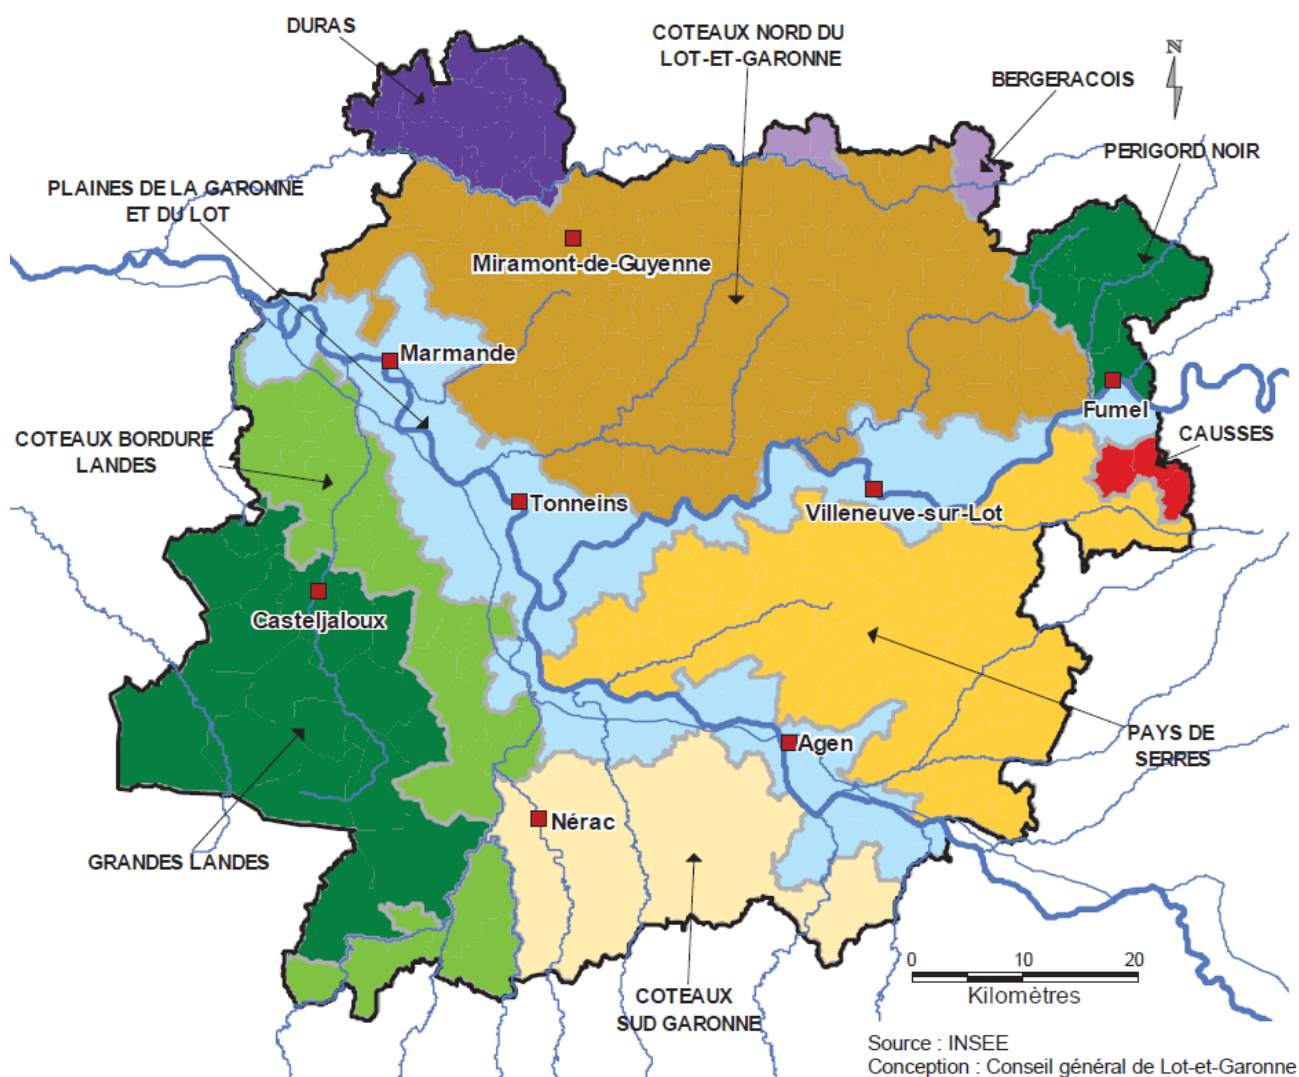 DURAS
COTEAUX NORD DU
LOT-ET-GARONNE
N
BERGERACOIS
PERIGORD NOIR
PLAINES DE LA GARONNE
ET DU LOT
Miramont-de-Guyenne
Marmande
Fumel
CAUSSES
COTEAUX BORDURE
LANDES
Tonneins
Villeneuve-sur-Lot
Casteljaloux
PAYS DE
SERRES
Agen
Nérac
GRANDES LANDES
COTEAUX
SUD GARONNE
0 10 20
Kilomètres
Source : INSEE
Conception : Conseil général de Lot-et-Garonne